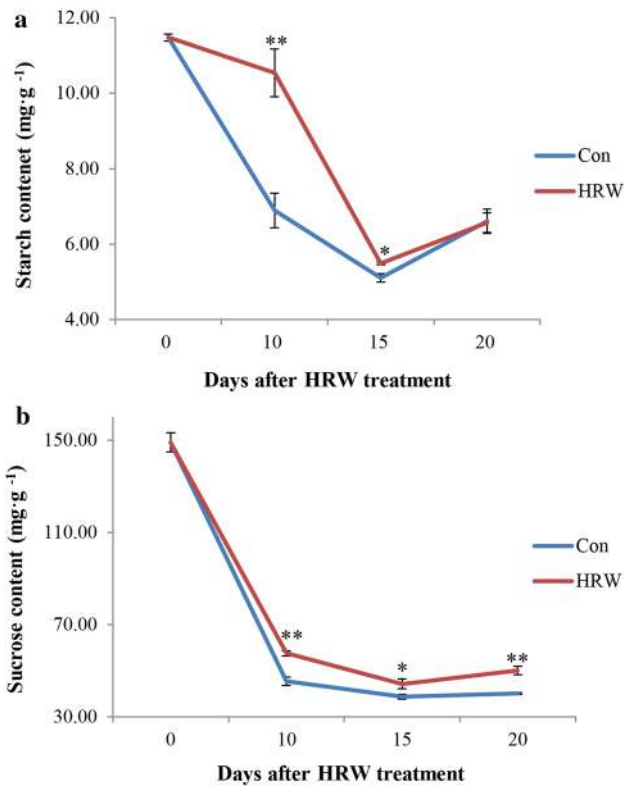 a
12.00
10.00
8.00
6.00
4.00
Starch contenet (mg·g⁻¹)
**
*
Con
HRW
0 10 15 20
Days after HRW treatment
b
150.00
110.00
70.00
30.00
Sucrose content (mg·g⁻¹)
** * **
Con
HRW
0 10 15 20
Days after HRW treatment